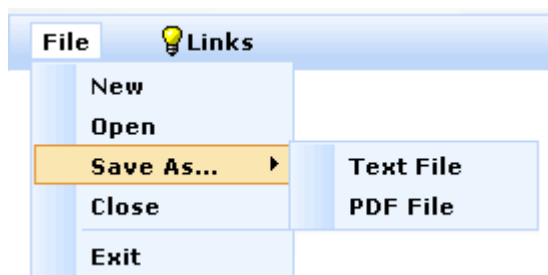 File Links
New
Open
Save As... Text File
Close PDF File
Exit